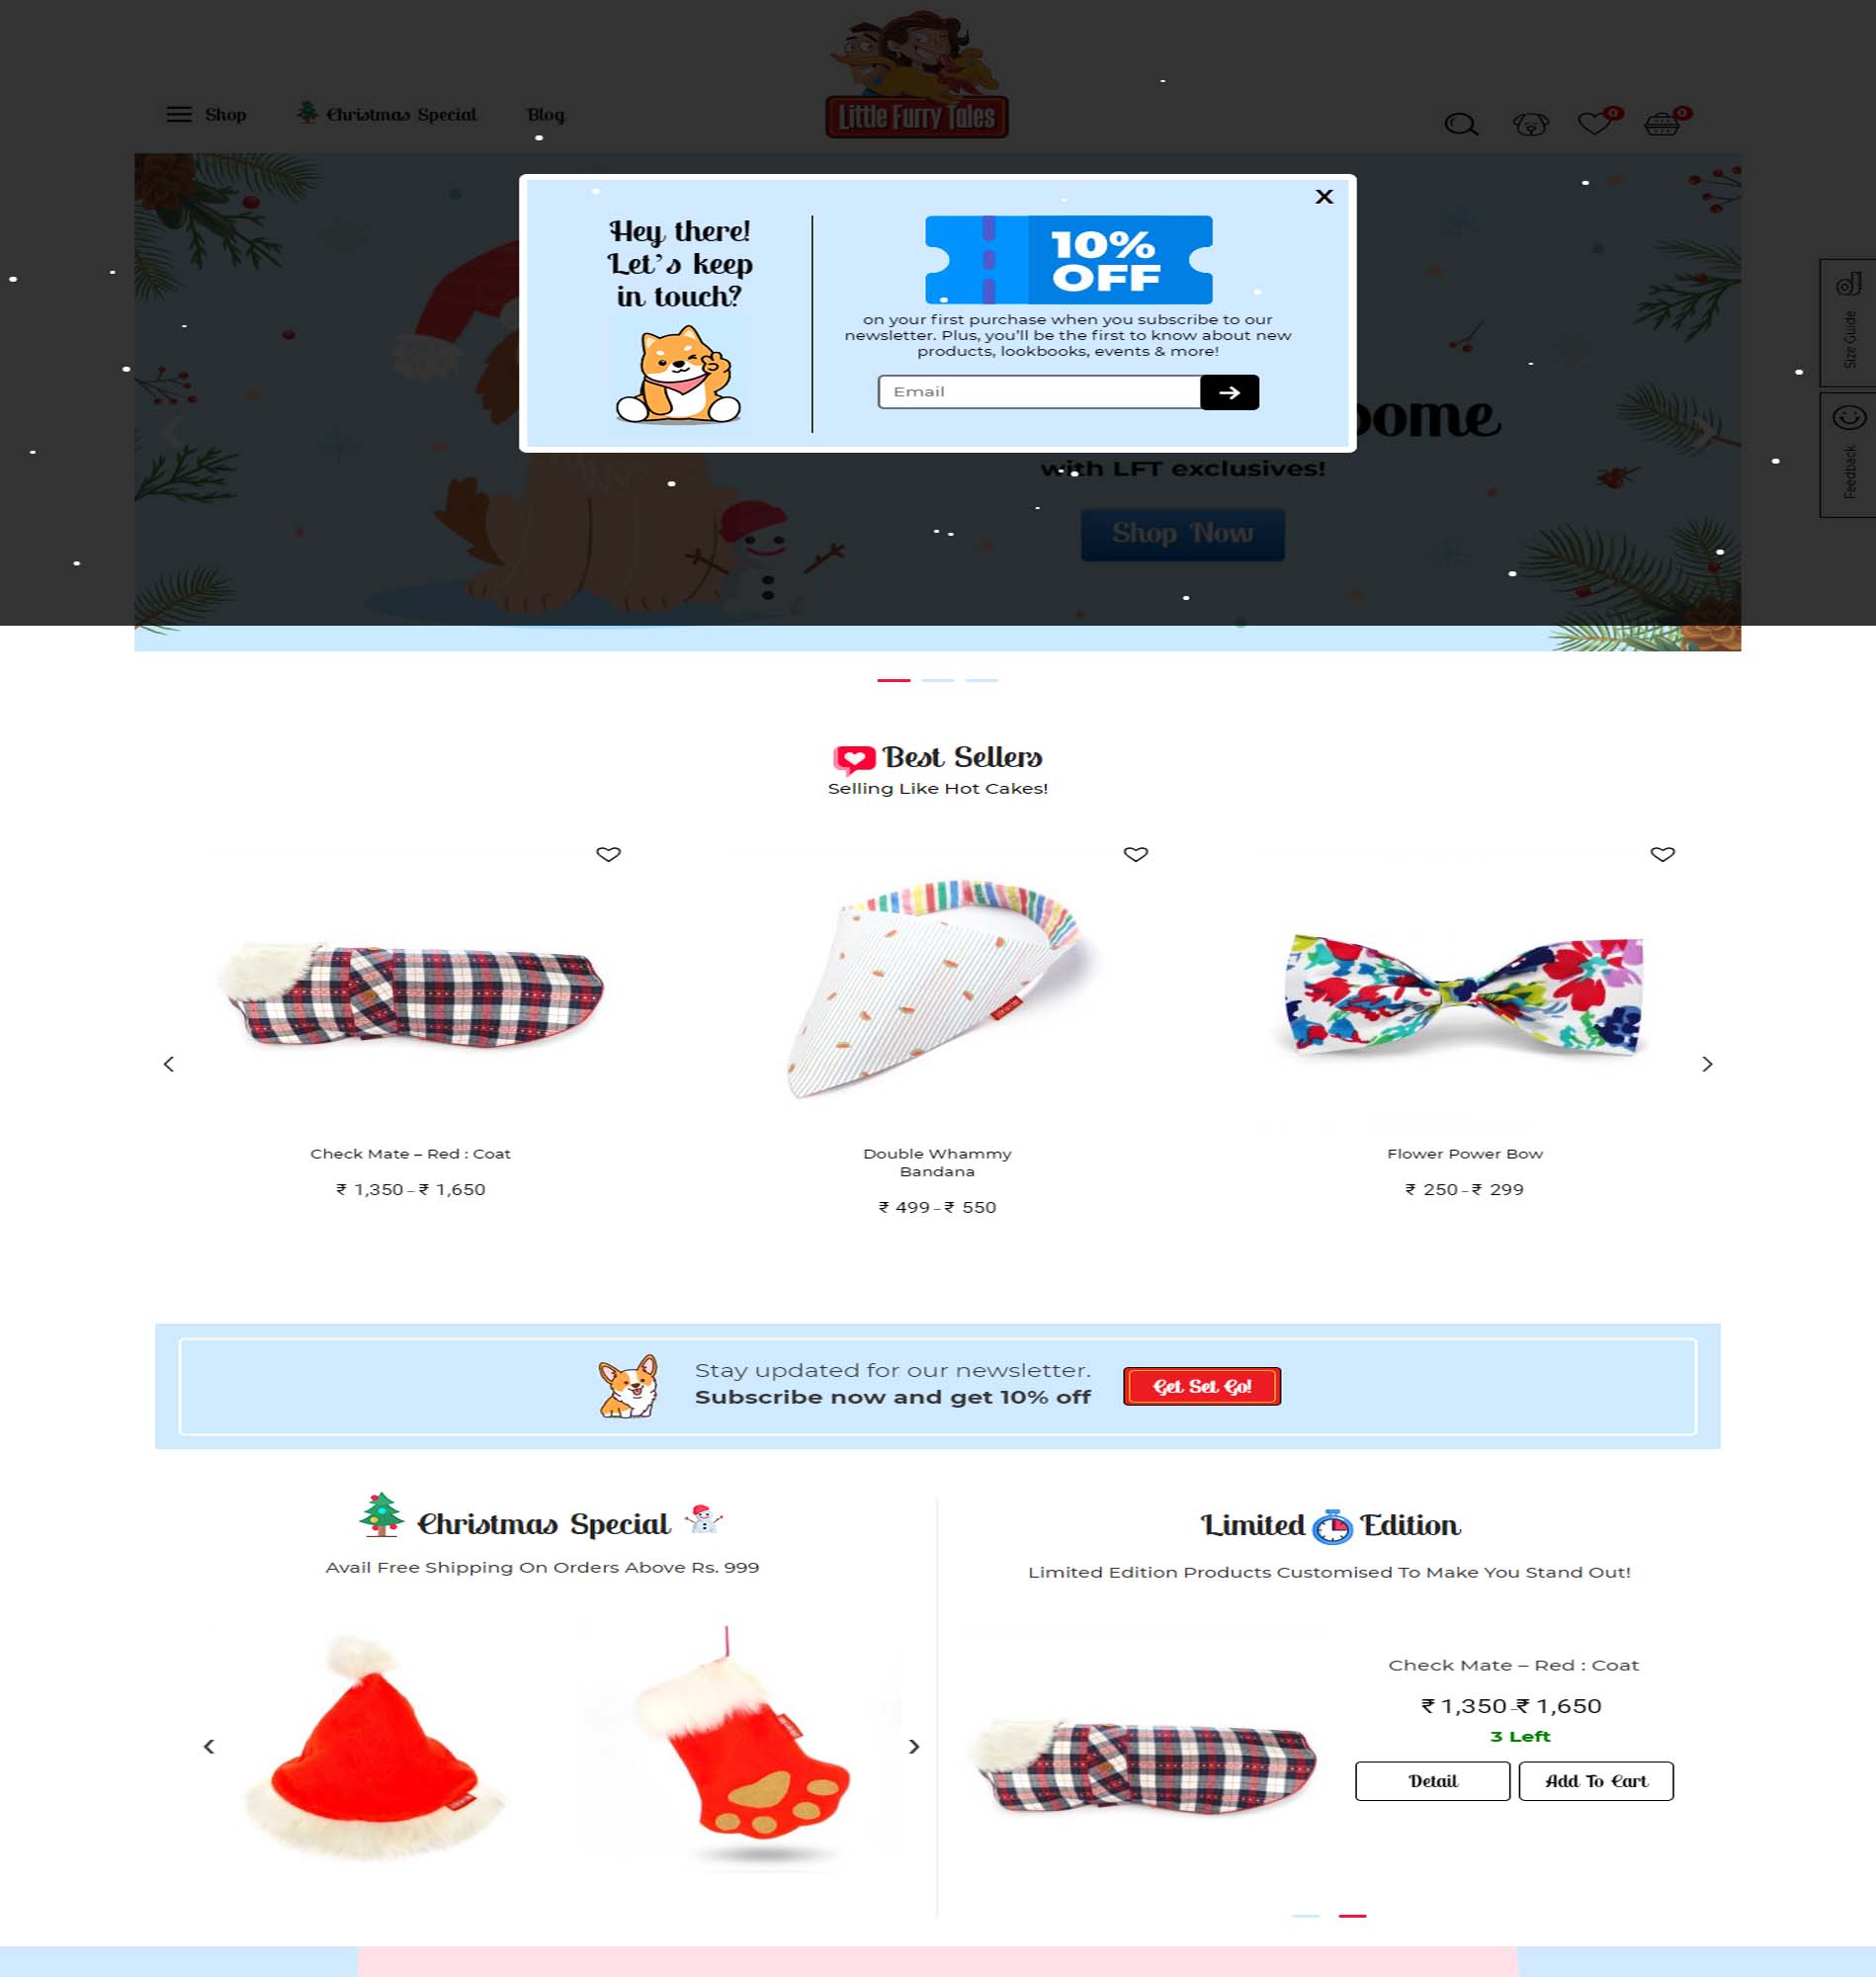 Shop
Christmas Special
Blog
Little Furry Tales
0
0
Hey there!
Let's keep
in touch?
X
10%
OFF
on your first purchase when you subscribe to our
newsletter. Plus, you'll be the first to know about new
products, lookbooks, events & more!
Email
with LFT exclusives!
Shop Now
Size Guide
Feedback
Best Sellers
Selling Like Hot Cakes!
Check Mate – Red : Coat
₹ 1,350 – ₹ 1,650
Double Whammy
Bandana
₹ 499 – ₹ 550
Flower Power Bow
₹ 250 – ₹ 299
Stay updated for our newsletter.
Subscribe now and get 10% off
Get Set Go!
Christmas Special
Avail Free Shipping On Orders Above Rs. 999
Limited Edition
Limited Edition Products Customised To Make You Stand Out!
Check Mate – Red : Coat
₹ 1,350 – ₹ 1,650
3 Left
Detail
Add To Cart